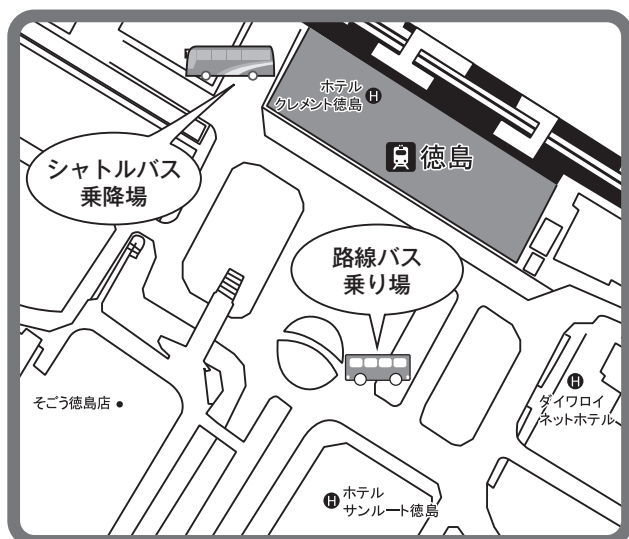 ホテル
クレメント徳島
H
徳島
シャトルバス
乗降場
路線バス
乗り場
そごう徳島店
H
ダイワロイ
ネットホテル
H
ホテル
サンルート徳島